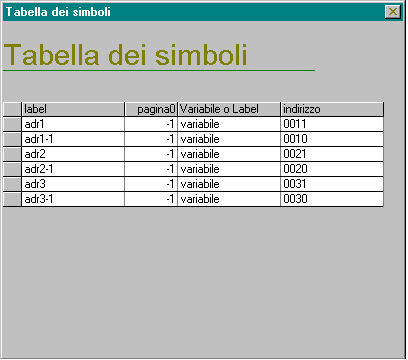 Tabella dei simboli
Tabella dei simboli
label pagina0 Variabile o Label indirizzo
adr1 -1 variabile 0011
adr1-1 -1 variabile 0010
adr2 -1 variabile 0021
adr2-1 -1 variabile 0020
adr3 -1 variabile 0031
adr3-1 -1 variabile 0030